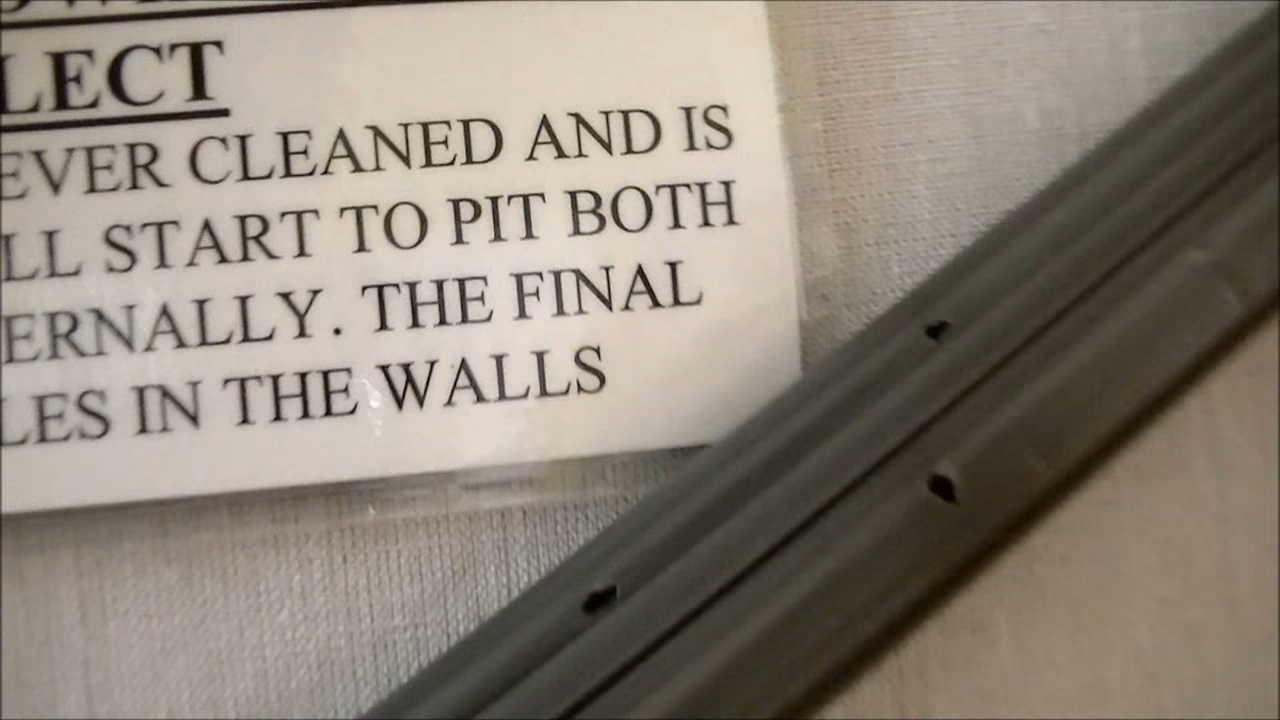 LECT
EVER CLEANED AND IS
LL START TO PIT BOTH
ERNALLY. THE FINAL
LES IN THE WALLS